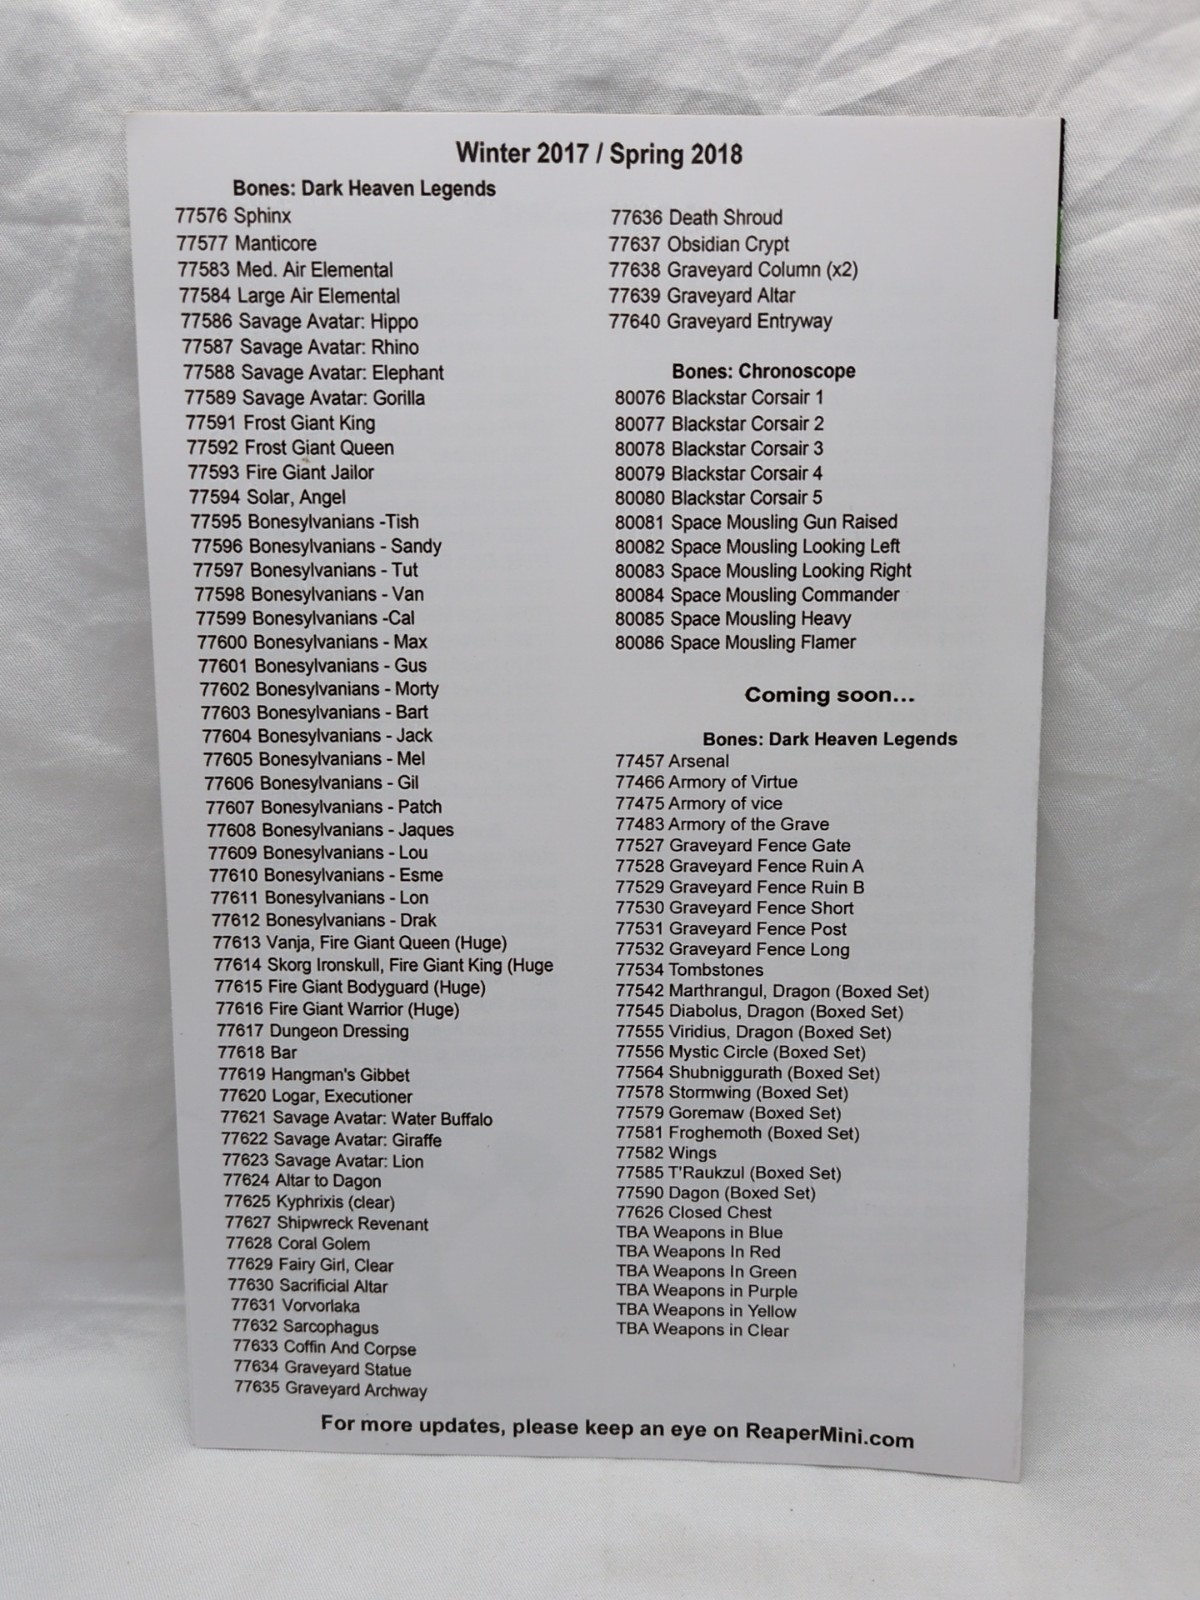 Winter 2017 / Spring 2018
Bones: Dark Heaven Legends
77576 Sphinx
77577 Manticore
77583 Med. Air Elemental
77584 Large Air Elemental
77586 Savage Avatar: Hippo
77587 Savage Avatar: Rhino
77588 Savage Avatar: Elephant
77589 Savage Avatar: Gorilla
77591 Frost Giant King
77592 Frost Giant Queen
77593 Fire Giant Jailor
77594 Solar, Angel
77595 Bonesylvanians -Tish
77596 Bonesylvanians - Sandy
77597 Bonesylvanians - Tut
77598 Bonesylvanians - Van
77599 Bonesylvanians -Cal
77600 Bonesylvanians - Max
77601 Bonesylvanians - Gus
77602 Bonesylvanians - Morty
77603 Bonesylvanians - Bart
77604 Bonesylvanians - Jack
77605 Bonesylvanians - Mel
77606 Bonesylvanians - Gil
77607 Bonesylvanians - Patch
77608 Bonesylvanians - Jaques
77609 Bonesylvanians - Lou
77610 Bonesylvanians - Esme
77611 Bonesylvanians - Lon
77612 Bonesylvanians - Drak
77613 Vanja, Fire Giant Queen (Huge)
77614 Skorg Ironskull, Fire Giant King (Huge
77615 Fire Giant Bodyguard (Huge)
77616 Fire Giant Warrior (Huge)
77617 Dungeon Dressing
77618 Bar
77619 Hangman's Gibbet
77620 Logar, Executioner
77621 Savage Avatar: Water Buffalo
77622 Savage Avatar: Giraffe
77623 Savage Avatar: Lion
77624 Altar to Dagon
77625 Kyphrixis (clear)
77627 Shipwreck Revenant
77628 Coral Golem
77629 Fairy Girl, Clear
77630 Sacrificial Altar
77631 Vorvorlaka
77632 Sarcophagus
77633 Coffin And Corpse
77634 Graveyard Statue
77635 Graveyard Archway
77636 Death Shroud
77637 Obsidian Crypt
77638 Graveyard Column (x2)
77639 Graveyard Altar
77640 Graveyard Entryway
Bones: Chronoscope
80076 Blackstar Corsair 1
80077 Blackstar Corsair 2
80078 Blackstar Corsair 3
80079 Blackstar Corsair 4
80080 Blackstar Corsair 5
80081 Space Mousling Gun Raised
80082 Space Mousling Looking Left
80083 Space Mousling Looking Right
80084 Space Mousling Commander
80085 Space Mousling Heavy
80086 Space Mousling Flamer
Coming soon...
Bones: Dark Heaven Legends
77457 Arsenal
77466 Armory of Virtue
77475 Armory of vice
77483 Armory of the Grave
77527 Graveyard Fence Gate
77528 Graveyard Fence Ruin A
77529 Graveyard Fence Ruin B
77530 Graveyard Fence Short
77531 Graveyard Fence Post
77532 Graveyard Fence Long
77534 Tombstones
77542 Marthrangul, Dragon (Boxed Set)
77545 Diabolus, Dragon (Boxed Set)
77555 Viridius, Dragon (Boxed Set)
77556 Mystic Circle (Boxed Set)
77564 Shubniggurath (Boxed Set)
77578 Stormwing (Boxed Set)
77579 Goremaw (Boxed Set)
77581 Froghemoth (Boxed Set)
77582 Wings
77585 T'Raukzul (Boxed Set)
77590 Dagon (Boxed Set)
77626 Closed Chest
TBA Weapons in Blue
TBA Weapons In Red
TBA Weapons In Green
TBA Weapons in Purple
TBA Weapons in Yellow
TBA Weapons in Clear
For more updates, please keep an eye on ReaperMini.com